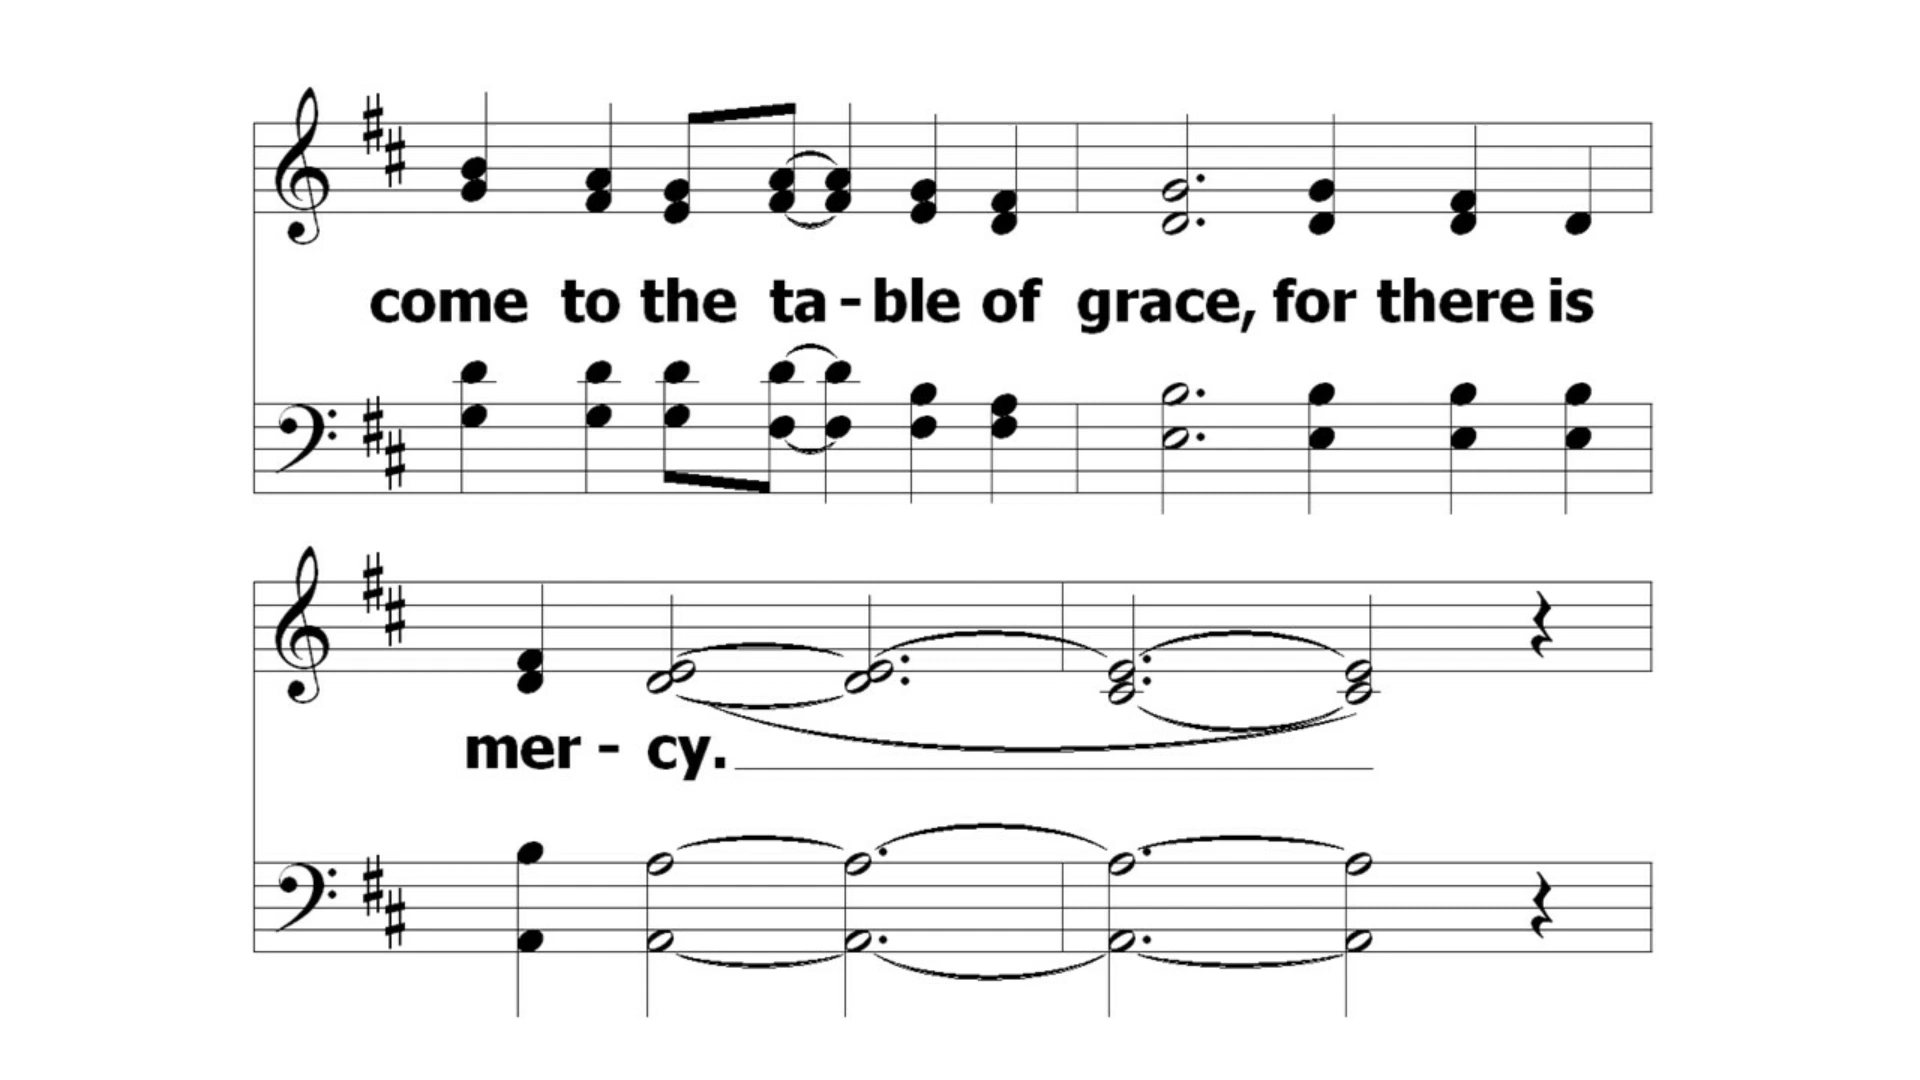 come to the ta - ble of grace, for there is
mer - cy.